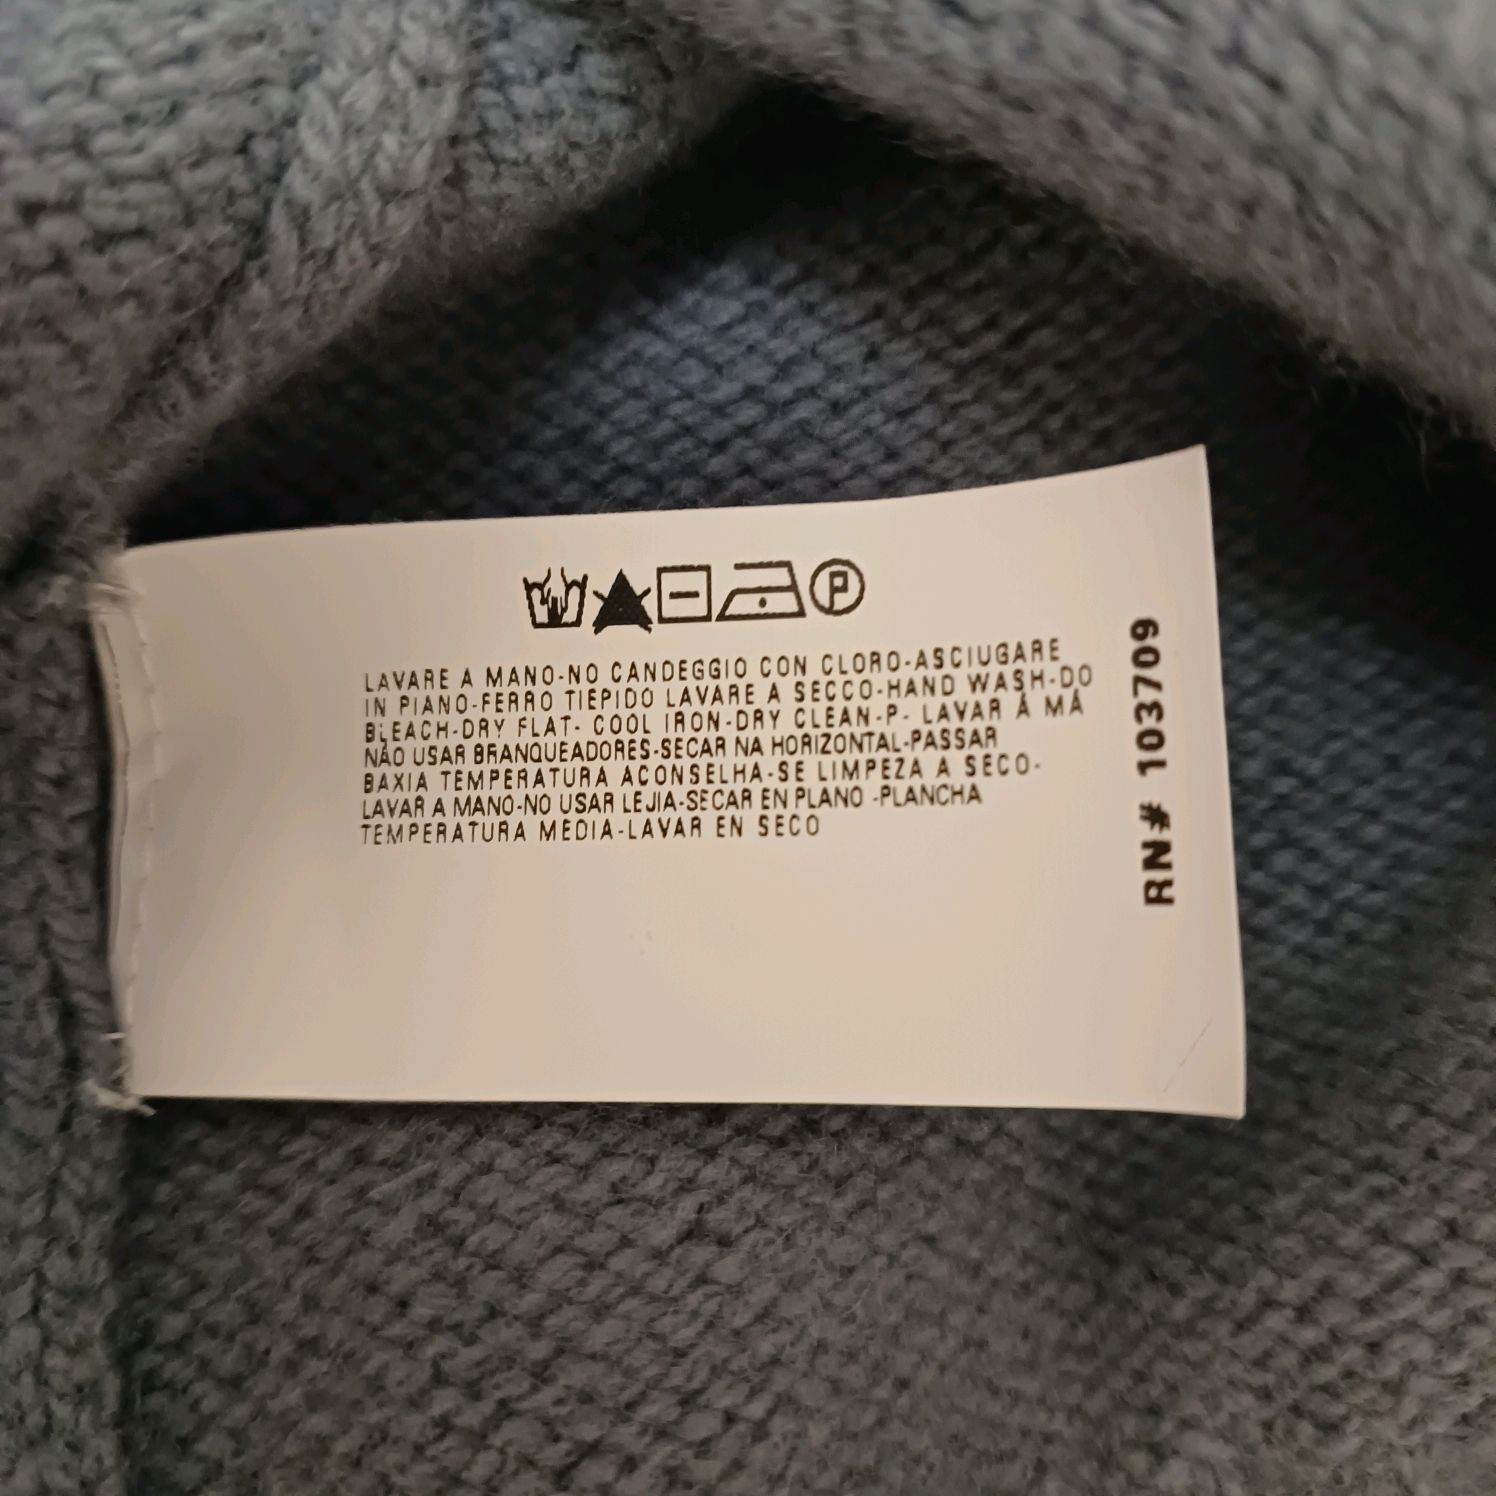 P
LAVARE A MANO-NO CANDEGGIO CON CLORO-ASCIUGARE
IN PIANO-FERRO TIEPIDO LAVARE A SECCO-HAND WASH-DO
BLEACH-DRY FLAT- COOL IRON-DRY CLEAN-P- LAVAR À MÁ
NÃO USAR BRANQUEADORES-SECAR NA HORIZONTAL-PASSAR
BAXIA TEMPERATURA ACONSELHA-SE LIMPEZA A SECO-
LAVAR A MANO-NO USAR LEJIA-SECAR EN PLANO -PLANCHA
TEMPERATURA MEDIA-LAVAR EN SECO
RN# 103709